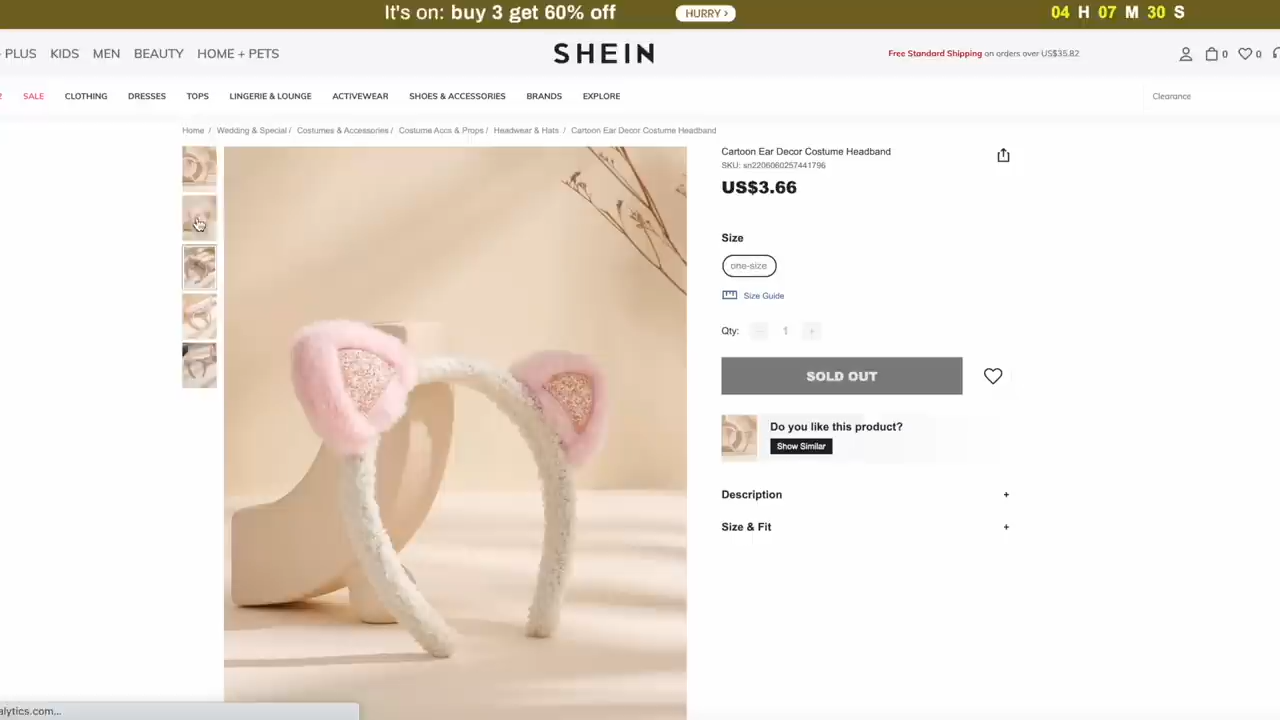 It's on: buy 3 get 60% off
HURRY >
04 H 07 M 30 S
PLUS KIDS MEN BEAUTY HOME + PETS
SHEIN
Free Standard Shipping on orders over US$35.82
0 0
SALE CLOTHING DRESSES TOPS LINGERIE & LOUNGE ACTIVEWEAR SHOES & ACCESSORIES BRANDS EXPLORE
Clearance
Home / Wedding & Special / Costumes & Accessories / Costume Accs & Props / Headwear & Hats / Cartoon Ear Decor Costume Headband
Cartoon Ear Decor Costume Headband
SKU: sn2206060257441796
US$3.66
Size
one-size
Size Guide
Qty: - 1 +
SOLD OUT
Do you like this product?
Show Similar
Description +
Size & Fit +
alytics.com...